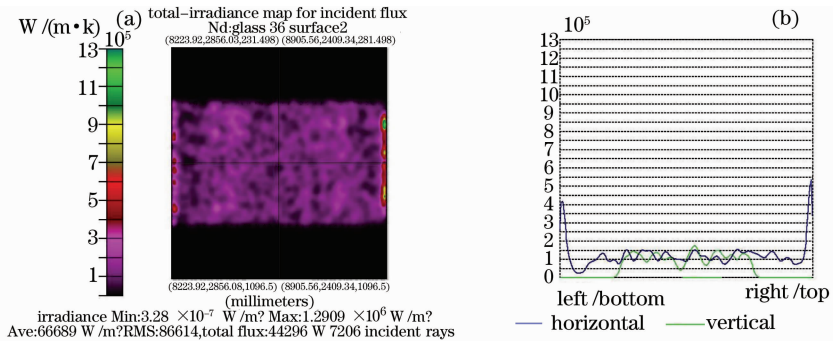 (a)
total-irradiance map for incident flux
Nd:glass 36 surface2
(8223.92,2856.03,231.498) (8905.56,2409.34,281.498)
W /(m•k)
10⁵
13
11
9
7
5
3
1
(8223.92,2856.08,1096.5) (8905.56,2409.34,1096.5)
(millimeters)
irradiance Min:3.28 ×10⁻⁷ W /m? Max:1.2909 ×10⁶ W /m?
Ave:66689 W /m?RMS:86614,total flux:44296 W 7206 incident rays
(b)
10⁵
13
12
11
10
9
8
7
6
5
4
3
2
1
0
left /bottom
right /top
horizontal
vertical